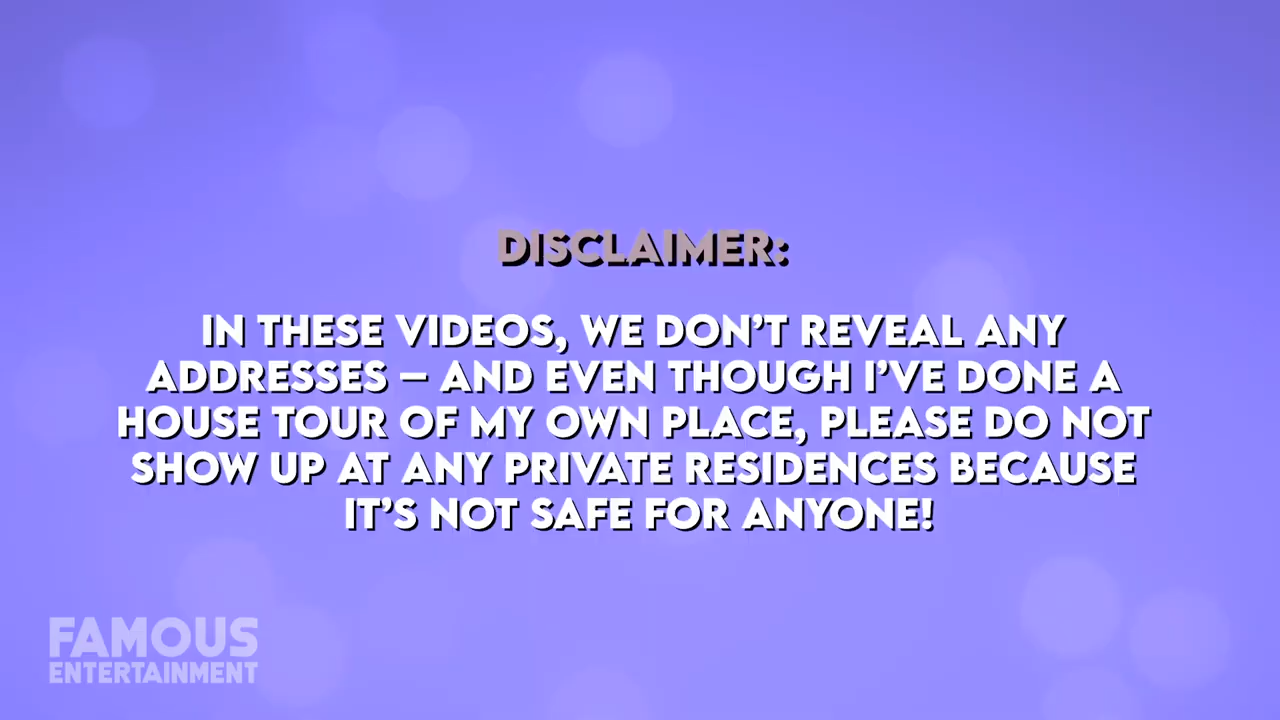 DISCLAIMER:
IN THESE VIDEOS, WE DON'T REVEAL ANY
ADDRESSES – AND EVEN THOUGH I'VE DONE A
HOUSE TOUR OF MY OWN PLACE, PLEASE DO NOT
SHOW UP AT ANY PRIVATE RESIDENCES BECAUSE
IT'S NOT SAFE FOR ANYONE!
FAMOUS
ENTERTAINMENT